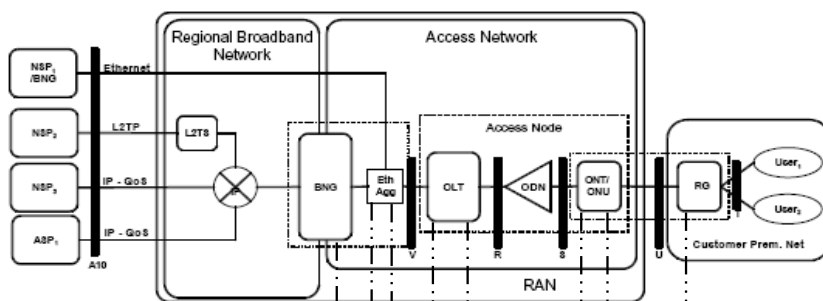 Regional Broadband
Network
Access Network
NSP1
/BNG
Ethernet
NSP2
L2TP
L2TS
Access Node
NSP3
IP - QoS
IP
BNG
Eth
Agg
OLT
ODN
ONT/
ONU
RG
User1
User2
T
ASP1
IP - QoS
A10
V
R
S
U
Customer Prem. Net
RAN